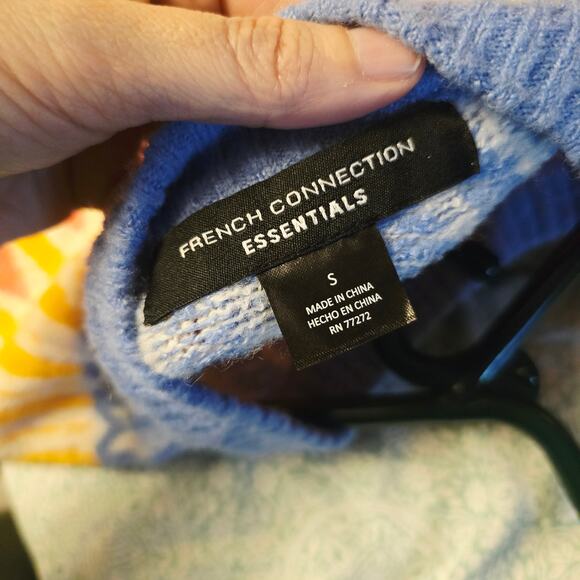 FRENCH CONNECTION
ESSENTIALS
S
MADE IN CHINA
HECHO EN CHINA
RN 77272